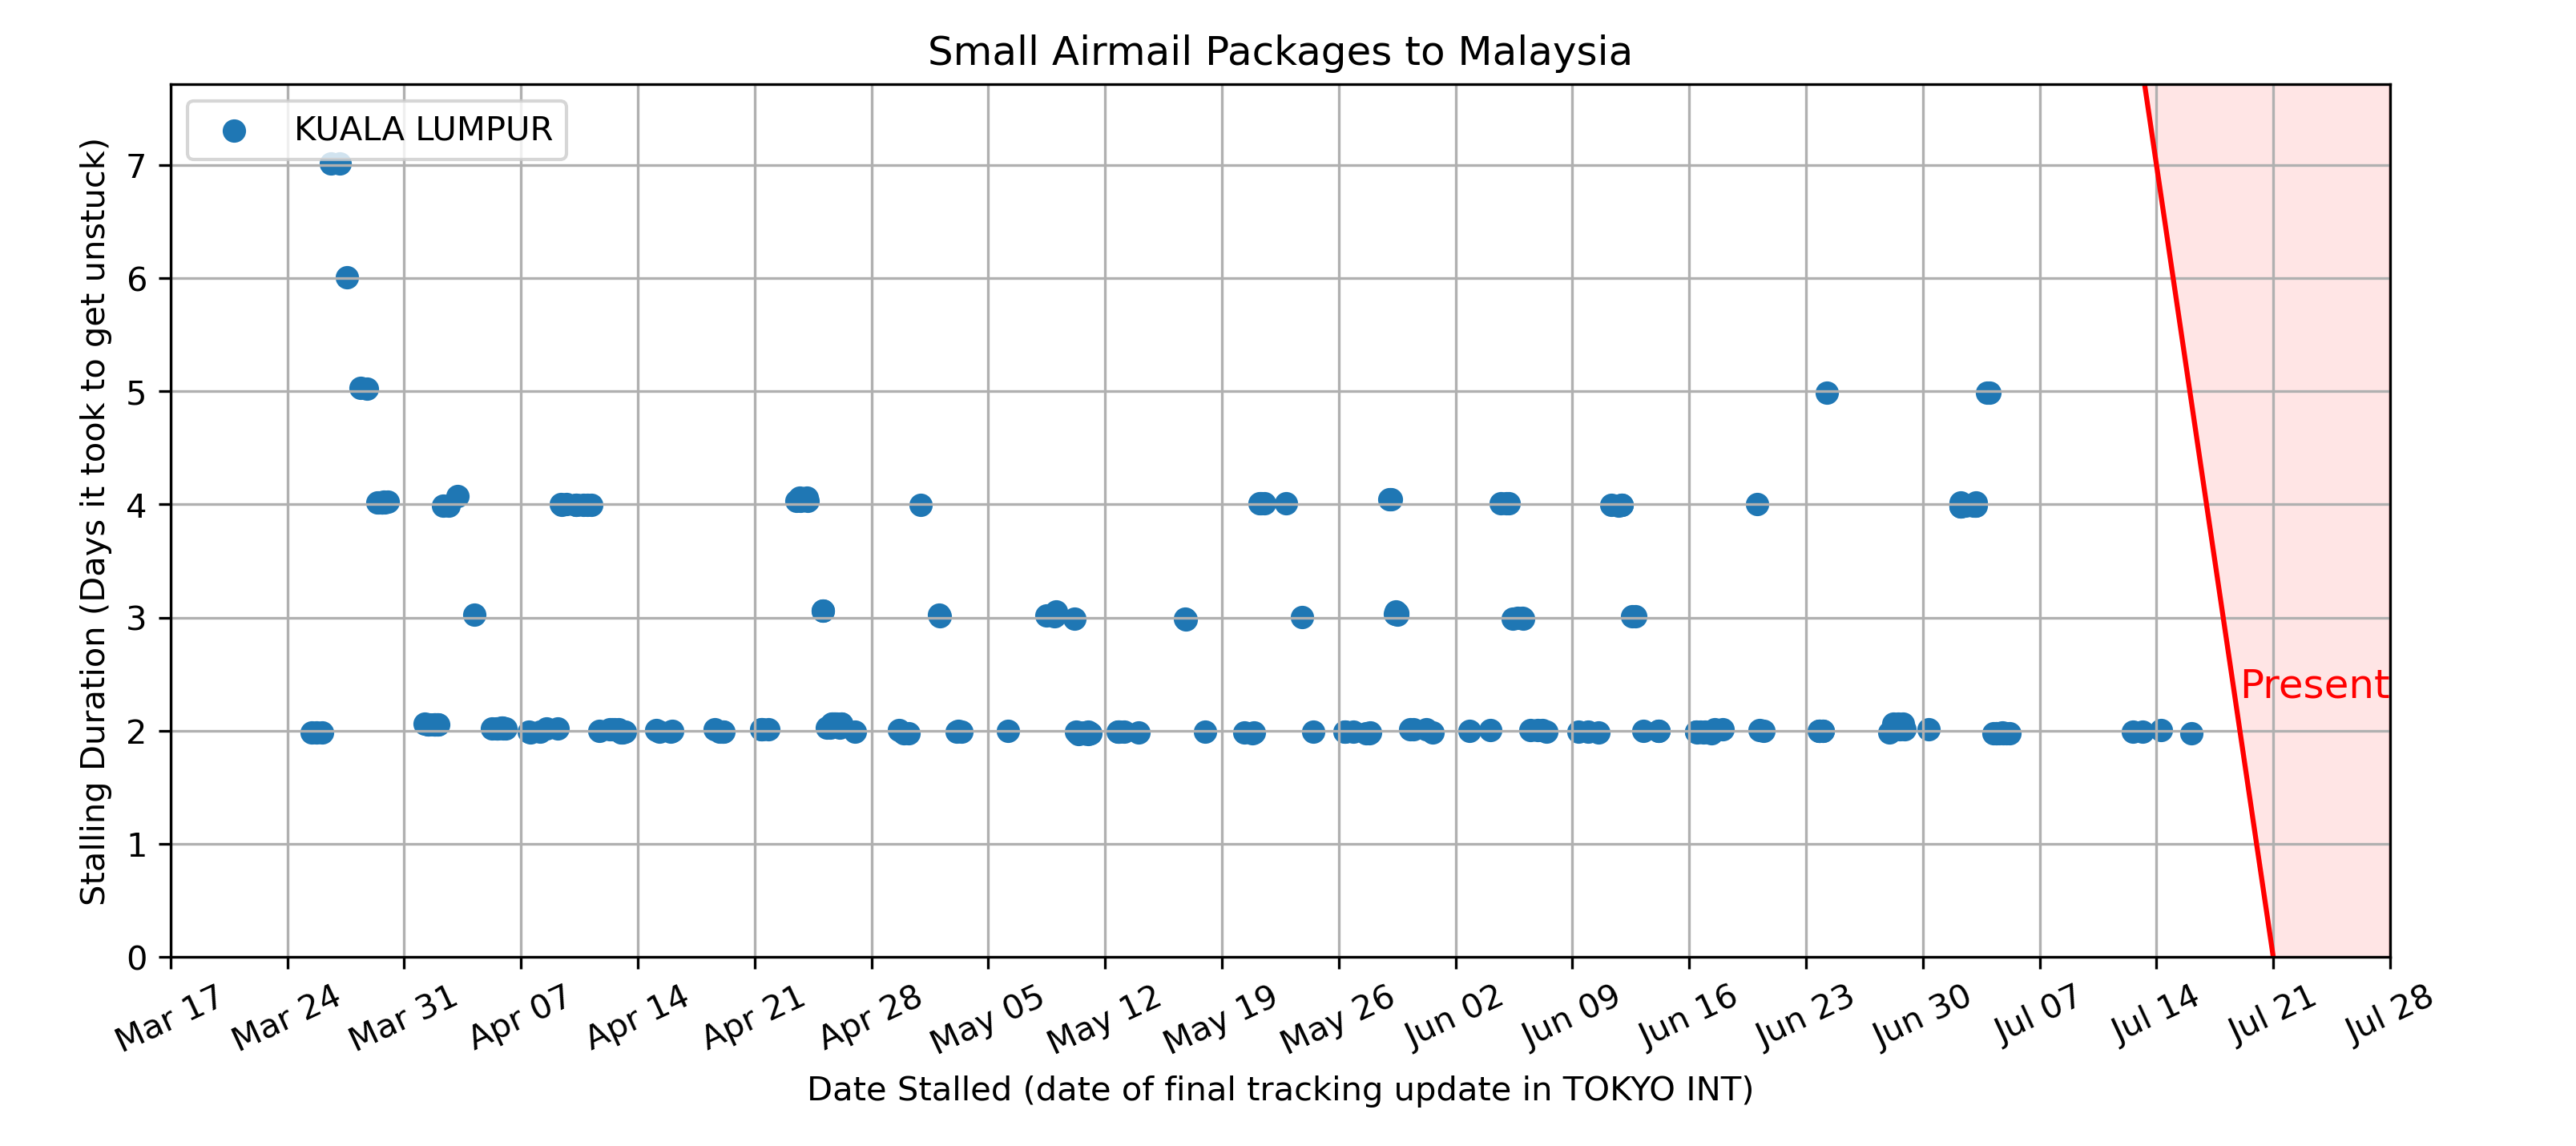 Small Airmail Packages to Malaysia
KUALA LUMPUR
Stalling Duration (Days it took to get unstuck)
7
6
5
4
3
2
1
0
Present
Mar 17
Mar 24
Mar 31
Apr 07
Apr 14
Apr 21
Apr 28
May 05
May 12
May 19
May 26
Jun 02
Jun 09
Jun 16
Jun 23
Jun 30
Jul 07
Jul 14
Jul 21
Jul 28
Date Stalled (date of final tracking update in TOKYO INT)